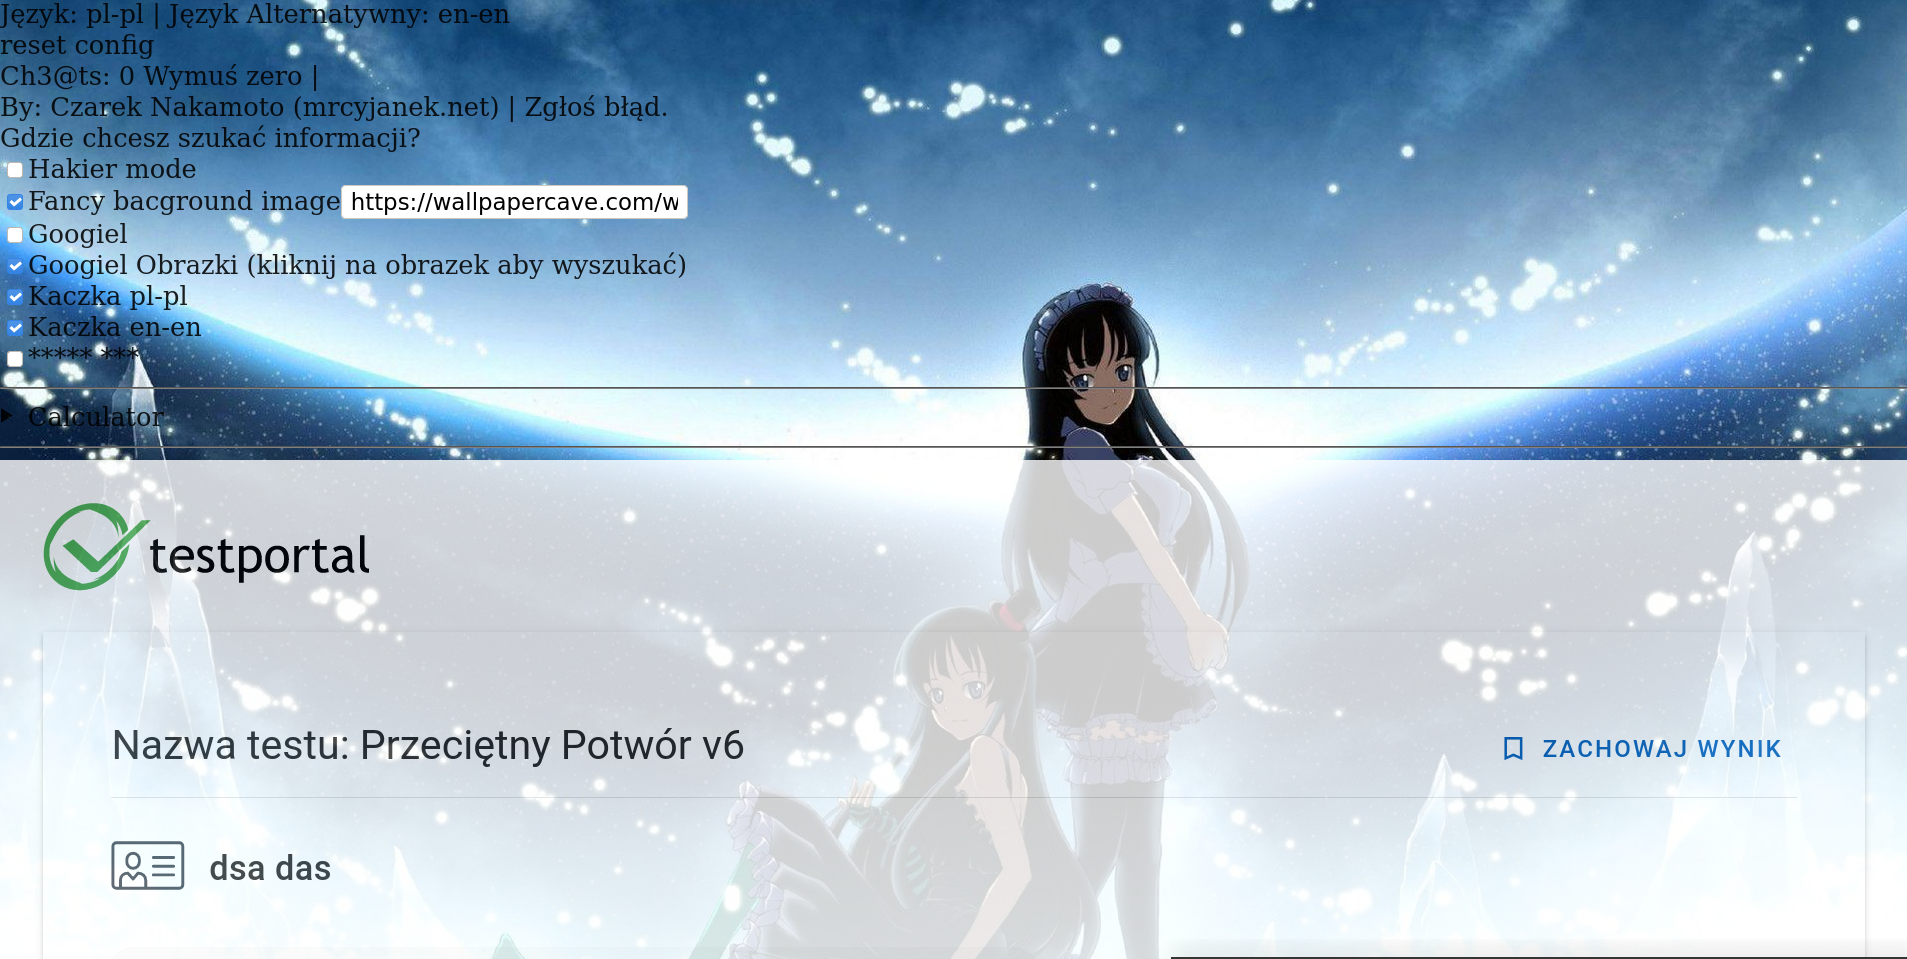 Język: pl-pl | Język Alternatywny: en-en
reset config
Ch3@ts: 0 Wymuś zero |
By: Czarek Nakamoto (mrcyjanek.net) | Zgłoś błąd.
Gdzie chcesz szukać informacji?
Hakier mode
Fancy bacground image https://wallpapercave.com/w
Googiel
Googiel Obrazki (kliknij na obrazek aby wyszukać)
Kaczka pl-pl
Kaczka en-en
***** ***
Calculator
testportal
Nazwa testu: Przeciętny Potwór v6
ZACHOWAJ WYNIK
dsa das